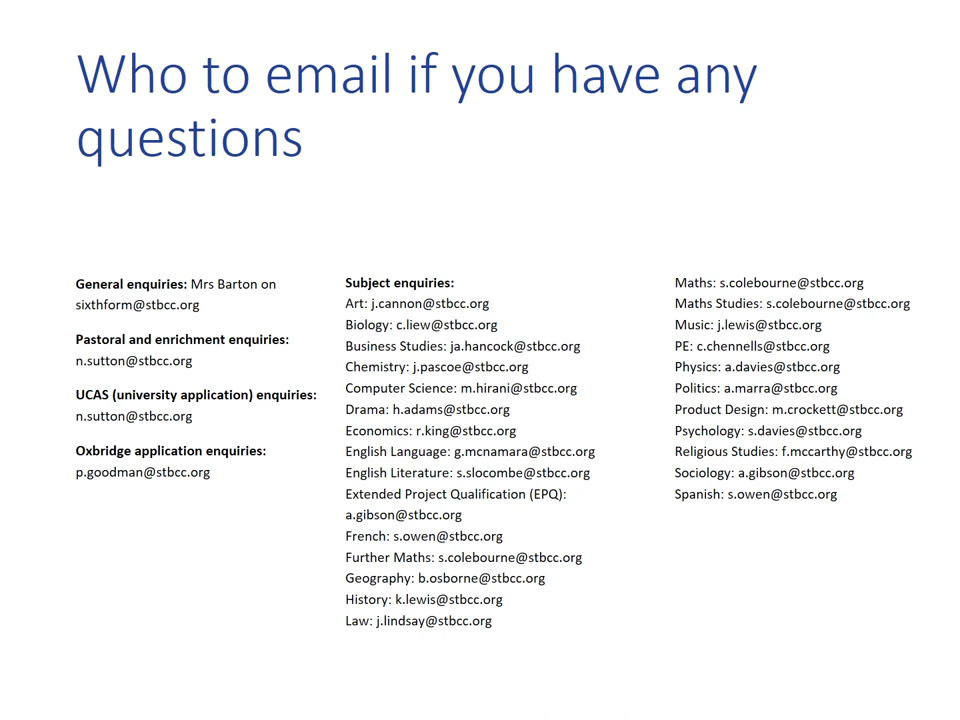 Who to email if you have any
questions
General enquiries: Mrs Barton on
sixthform@stbcc.org
Pastoral and enrichment enquiries:
n.sutton@stbcc.org
UCAS (university application) enquiries:
n.sutton@stbcc.org
Oxbridge application enquiries:
p.goodman@stbcc.org
Subject enquiries:
Art: j.cannon@stbcc.org
Biology: c.liew@stbcc.org
Business Studies: ja.hancock@stbcc.org
Chemistry: j.pascoe@stbcc.org
Computer Science: m.hirani@stbcc.org
Drama: h.adams@stbcc.org
Economics: r.king@stbcc.org
English Language: g.mcnamara@stbcc.org
English Literature: s.slocombe@stbcc.org
Extended Project Qualification (EPQ):
a.gibson@stbcc.org
French: s.owen@stbcc.org
Further Maths: s.colebourne@stbcc.org
Geography: b.osborne@stbcc.org
History: k.lewis@stbcc.org
Law: j.lindsay@stbcc.org
Maths: s.colebourne@stbcc.org
Maths Studies: s.colebourne@stbcc.org
Music: j.lewis@stbcc.org
PE: c.chennells@stbcc.org
Physics: a.davies@stbcc.org
Politics: a.marra@stbcc.org
Product Design: m.crockett@stbcc.org
Psychology: s.davies@stbcc.org
Religious Studies: f.mccarthy@stbcc.org
Sociology: a.gibson@stbcc.org
Spanish: s.owen@stbcc.org